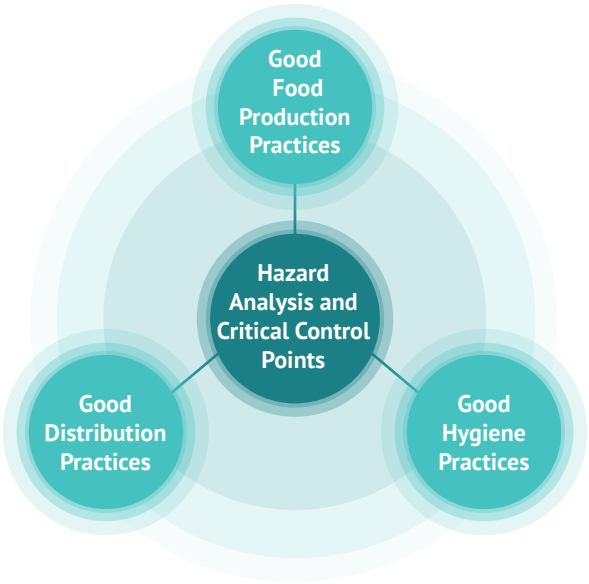 Good
Food
Production
Practices
Hazard
Analysis and
Critical Control
Points
Good
Distribution
Practices
Good
Hygiene
Practices